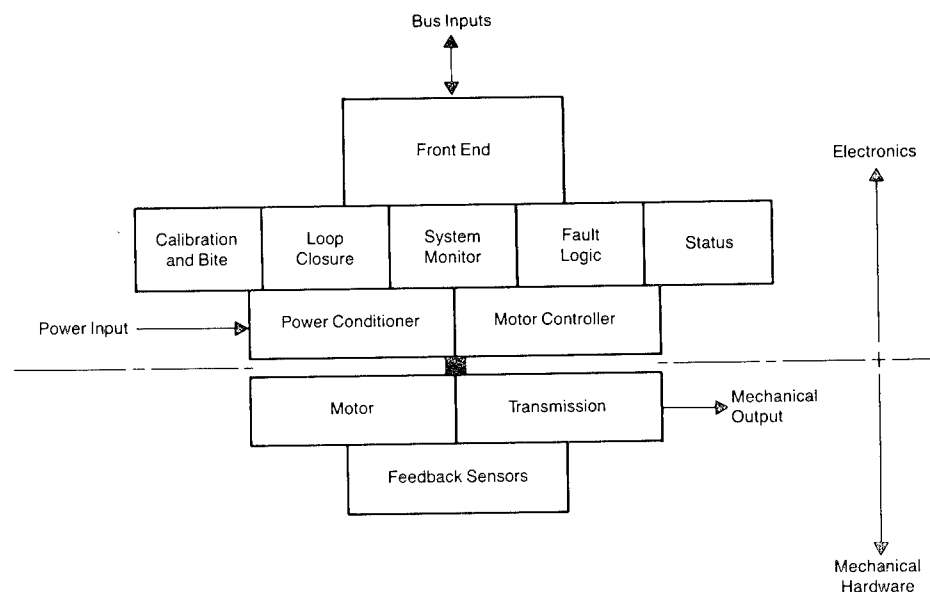 Bus Inputs
Front End
Electronics
Calibration
and Bite
Loop
Closure
System
Monitor
Fault
Logic
Status
Power Input
Power Conditioner
Motor Controller
Motor
Transmission
Mechanical
Output
Feedback Sensors
Mechanical
Hardware